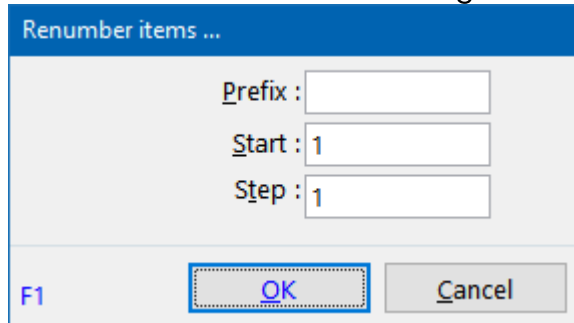 Renumber items ...
Prefix :
Start : 1
Step : 1
F1 OK Cancel